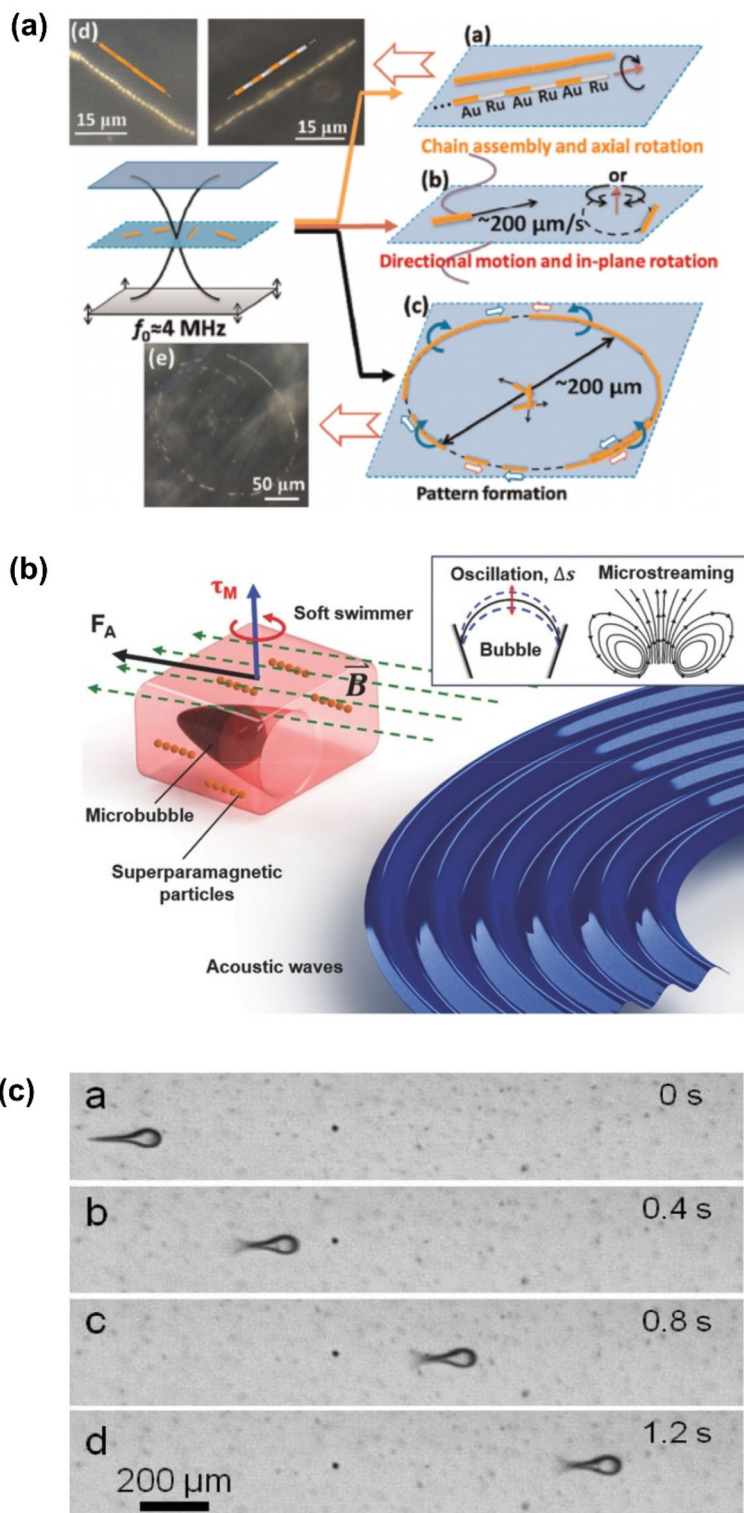 (a)
(d)
15 μm
15 μm
(a)
... Au Ru Au Ru Au Ru
Chain assembly and axial rotation
(b)
or
~200 μm/s
Directional motion and in-plane rotation
f₀≈4 MHz
(c)
~200 μm
(e)
50 μm
Pattern formation
(b)
τM
Soft swimmer
FA
B
Oscillation, Δs
Microstreaming
Bubble
Microbubble
Superparamagnetic
particles
Acoustic waves
(c)
a
0 s
b
0.4 s
c
0.8 s
d
1.2 s
200 μm